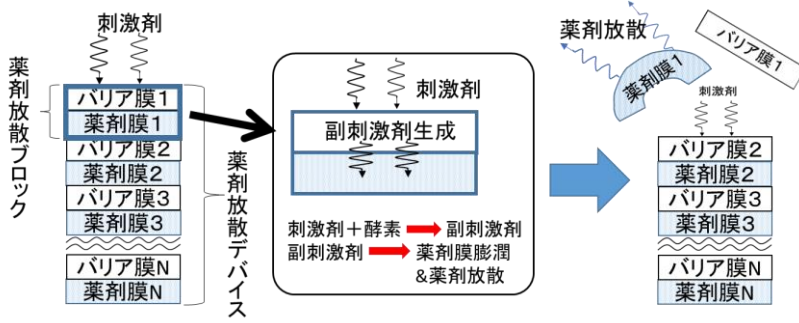 刺激剤
薬剤放散ブロック
バリア膜1
薬剤膜1
バリア膜2
薬剤膜2
バリア膜3
薬剤膜3
バリア膜N
薬剤膜N
薬剤放散デバイス
刺激剤
副刺激剤生成
刺激剤+酵素 副刺激剤
副刺激剤 薬剤膜膨潤
&薬剤放散
薬剤放散
薬剤膜1
バリア膜1
刺激剤
バリア膜2
薬剤膜2
バリア膜3
薬剤膜3
バリア膜N
薬剤膜N